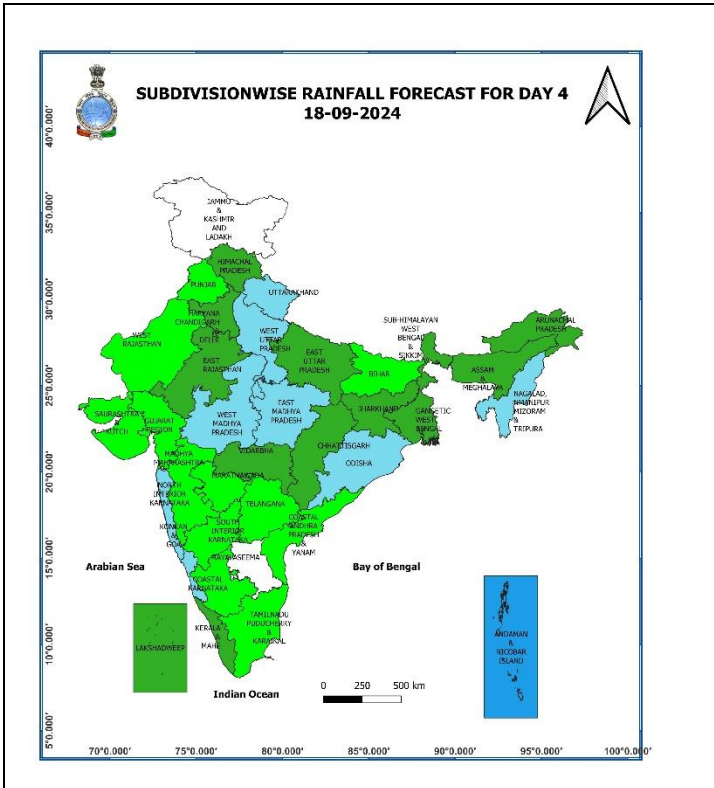 SUBDIVISIONWISE RAINFALL FORECAST FOR DAY 4
18-09-2024
40°0.000'
35°0.000'
30°0.000'
25°0.000'
20°0.000'
15°0.000'
10°0.000'
5°0.000'
JAMMO
&
KASHMIR
AND
LADAKH
HIMACHAL
PRADESH
PUNJAB
UTTARAKHAND
HARYANA
CHANDIGARH
&
DELHI
WEST
RAJASTHAN
WEST
UTTAR
PRADESH
SUB-HIMALAYAN
WEST
BENGAL
&
SIKKIM
ARUNACHAL
PRADESH
EAST
RAJASTHAN
EAST
UTTAR
PRADESH
BIHAR
ASSAM
&
MEGHALAYA
NAGALAD,
NMANIPUR
MIZORAM
&
TRIPURA
SAURASHTRA
&
KUTCH
GUJARAT
REGION
WEST
MADHYA
PRADESH
EAST
MADHYA
PRADESH
JHARKHAND
GANGETIC
WEST
BENGAL
CHHATTISGARH
ODISHA
VIDARBHA
MADHYA
MAHARASHTRA
MARATHAWADA
NORTH
INTERIOR
KARNATAKA
TELANGANA
KONKAN
&
GOA
SOUTH
INTERIOR
KARNATAKA
COASTAL
ANDHRA
PRADESH
&
YANAM
RAYALASEEMA
Arabian Sea
Bay of Bengal
COASTAL
KARNATAKA
TAMILNADU
PUDUCHERRY
&
KARAIKAL
KERALA
&
MAHE
LAKSHADWEEP
ANDAMAN
&
NICOBAR
ISLAND
Indian Ocean
0 250 500 km
70°0.000' 75°0.000' 80°0.000' 85°0.000' 90°0.000' 95°0.000' 100°0.000'